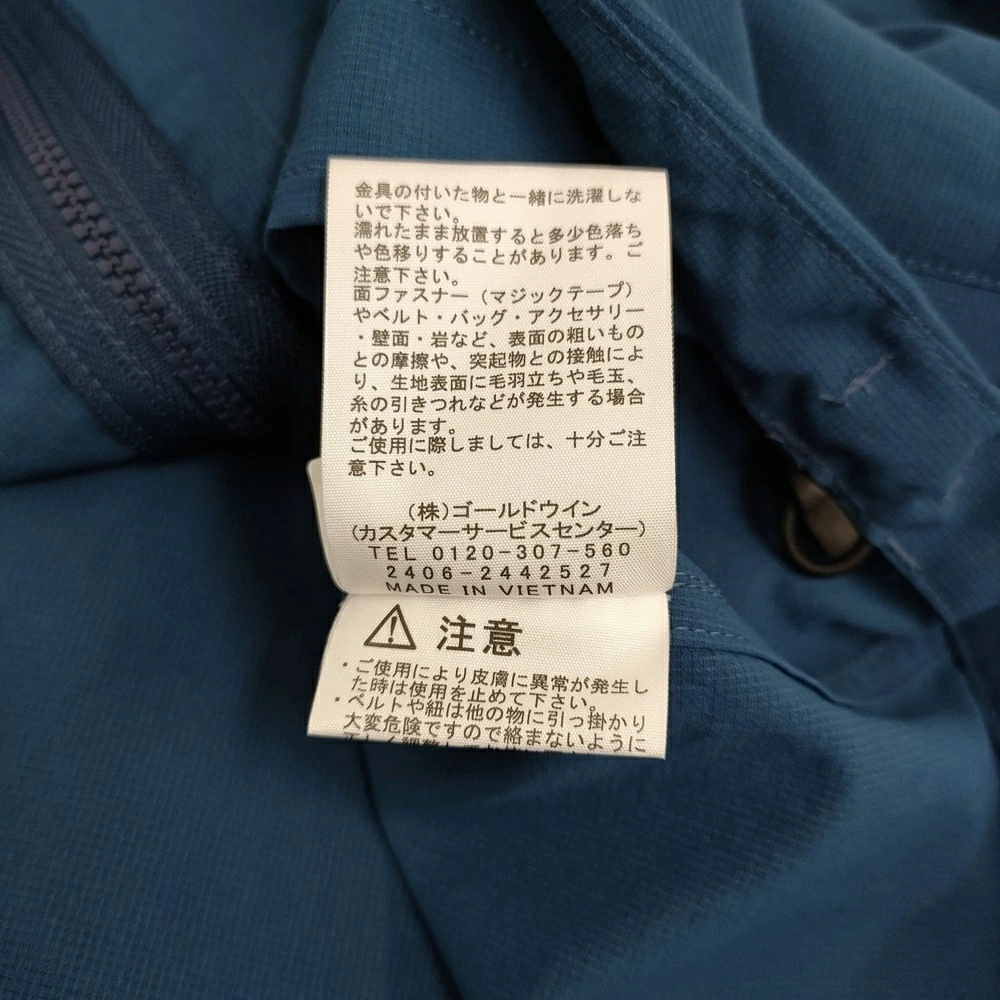 金具の付いた物と一緒に洗濯しな
いで下さい。
濡れたまま放置すると多少色落ち
や色移りすることがあります。ご
注意下さい。
面ファスナー（マジックテープ）
やベルト・バッグ・アクセサリー
・壁面・岩など、表面の粗いもの
との摩擦や、突起物との接触によ
り、生地表面に毛羽立ちや毛玉、
糸の引きつれなどが発生する場合
があります。
ご使用に際しましては、十分ご注
意下さい。
(株)ゴールドウイン
(カスタマーサービスセンター)
TEL 0120-307-560
2406-2442527
MADE IN VIETNAM
注意
・ご使用により皮膚に異常が発生し
た時は使用を止めて下さい。
・ベルトや紐は他の物に引っ掛かり
大変危険ですので絡まないように